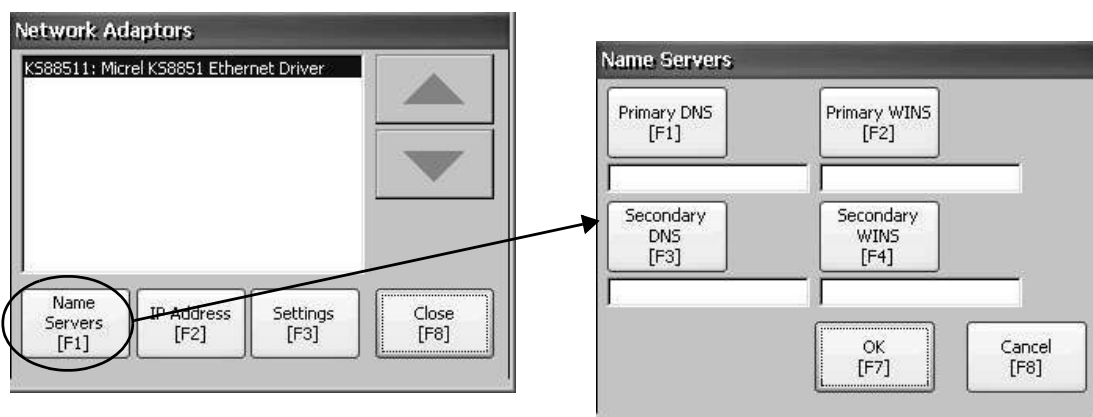 Network Adaptors
KS88511: Micrel KS8851 Ethernet Driver
Name
Servers
[F1]
IP Address
[F2]
Settings
[F3]
Close
[F8]
Name Servers
Primary DNS
[F1]
Primary WINS
[F2]
Secondary
DNS
[F3]
Secondary
WINS
[F4]
OK
[F7]
Cancel
[F8]